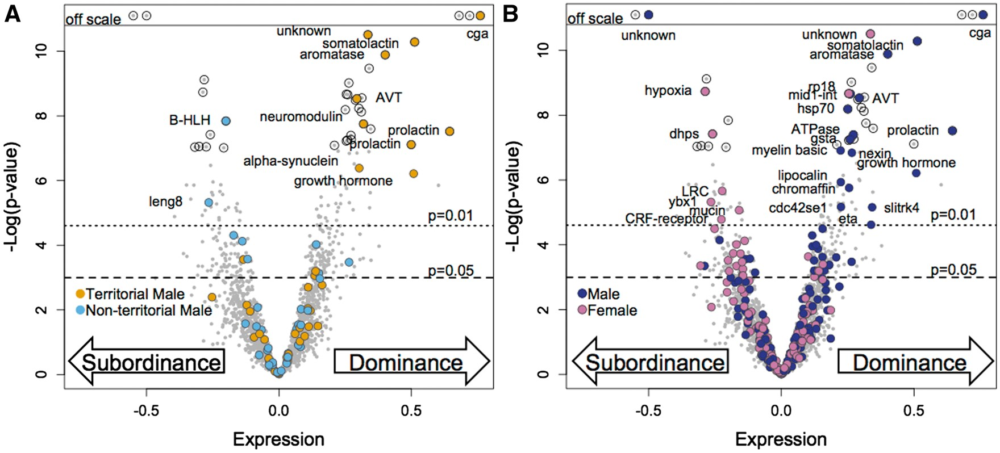 A
off scale
unknown
cga
somatolactin
aromatase
AVT
B-HLH
neuromodulin
prolactin
prolactin
alpha-synuclein
growth hormone
leng8
p=0.01
p=0.05
Territorial Male
Non-territorial Male
Subordinance
Dominance
10
8
6
4
2
0
-Log(p-value)
-0.5
0.0
0.5
Expression
B
off scale
unknown
unknown
cga
somatolactin
aromatase
rp18
hypoxia
mid1-int
AVT
hsp70
ATPase
prolactin
dhps
gsta
myelin basic
nexin
growth hormone
lipocalin
LRC
chromaffin
ybx1
mucin
cdc42se1
slitrk4
CRF-receptor
eta
p=0.01
p=0.05
Male
Female
Subordinance
Dominance
10
8
6
4
2
0
-Log(p-value)
-0.5
0.0
0.5
Expression